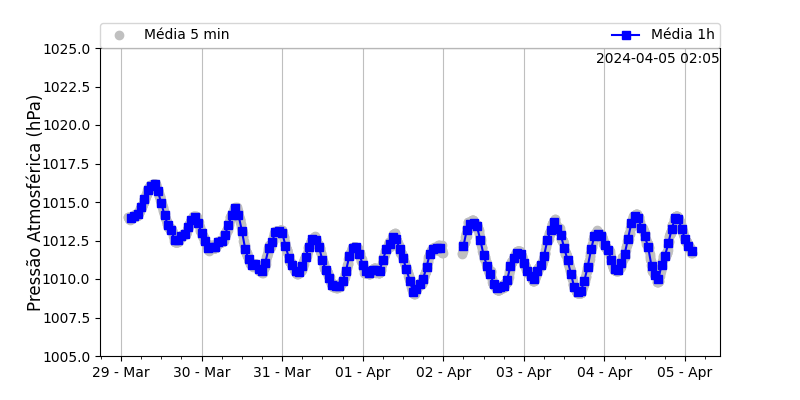 Média 5 min
Média 1h
2024-04-05 02:05
Pressão Atmosférica (hPa)
1025.0
1022.5
1020.0
1017.5
1015.0
1012.5
1010.0
1007.5
1005.0
29 - Mar
30 - Mar
31 - Mar
01 - Apr
02 - Apr
03 - Apr
04 - Apr
05 - Apr